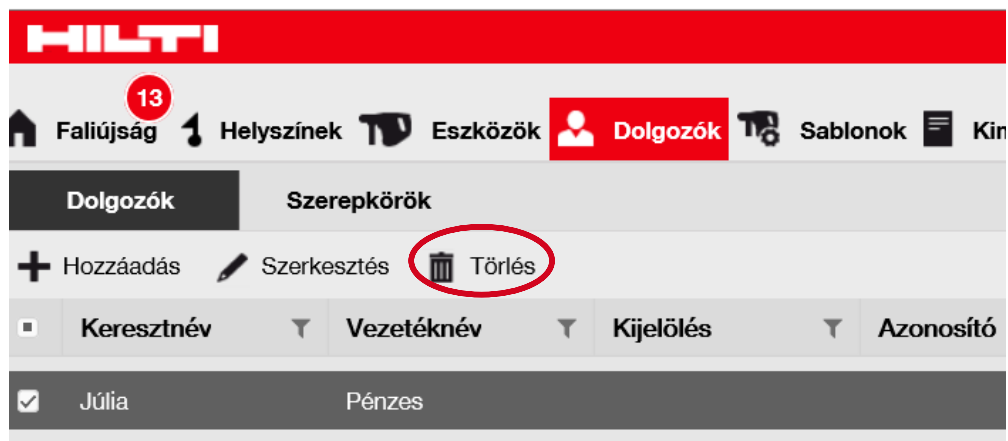 HILTI
13
Faliújság Helyszínek Eszközök Dolgozók Sablonok
Dolgozók Szerepkörök
Hozzáadás Szerkesztés Törlés
Keresztnév Vezetéknév Kijelölés Azonosító
Júlia Pénzes